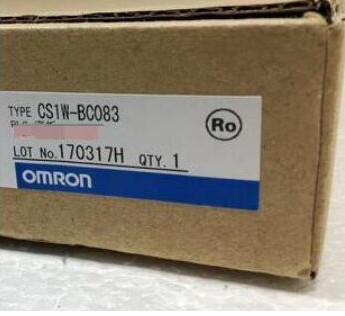 TYPE CS1W-BC083
Ro
LOT No.170317H QTY.1
OMRON